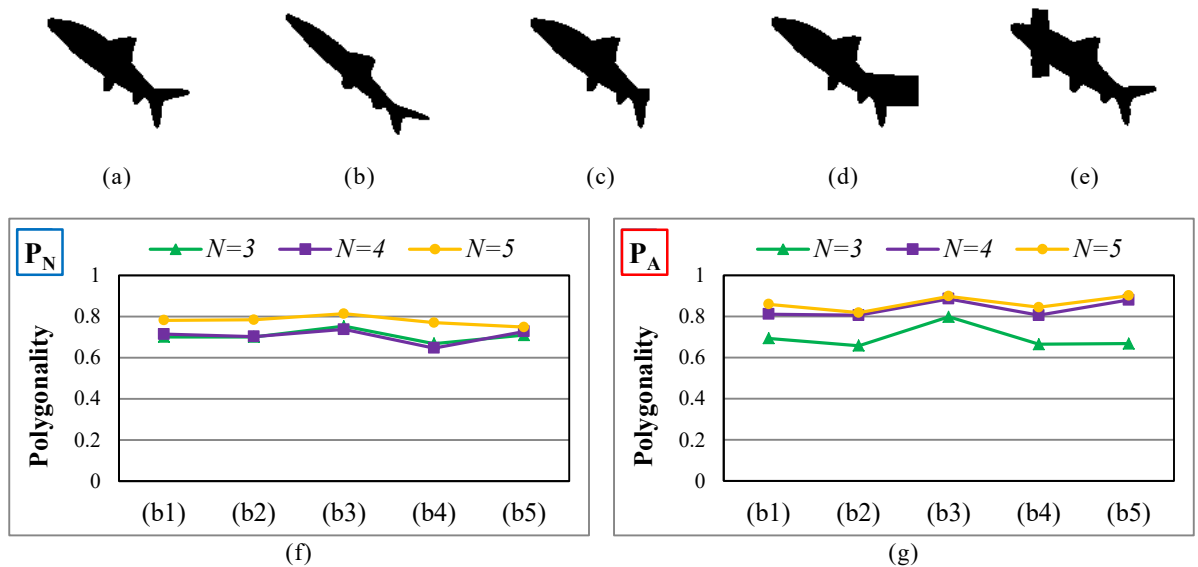 (a) (b) (c) (d) (e)
P_N N=3 N=4 N=5
1
0.8
0.6
0.4
0.2
0
Polygonality
(b1) (b2) (b3) (b4) (b5)
(f)
P_A N=3 N=4 N=5
1
0.8
0.6
0.4
0.2
0
Polygonality
(b1) (b2) (b3) (b4) (b5)
(g)